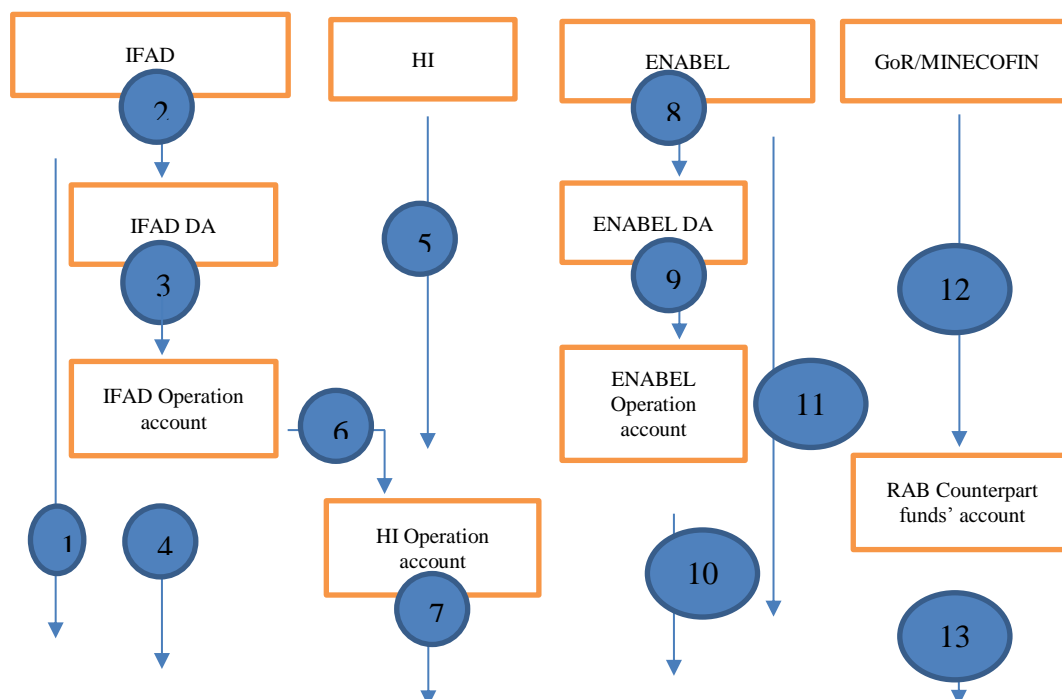 IFAD
HI
ENABEL
GoR/MINECOFIN
2
8
IFAD DA
ENABEL DA
5
3
9
12
IFAD Operation
account
ENABEL
Operation
account
11
6
RAB Counterpart
funds’ account
HI Operation
account
1
4
10
7
13